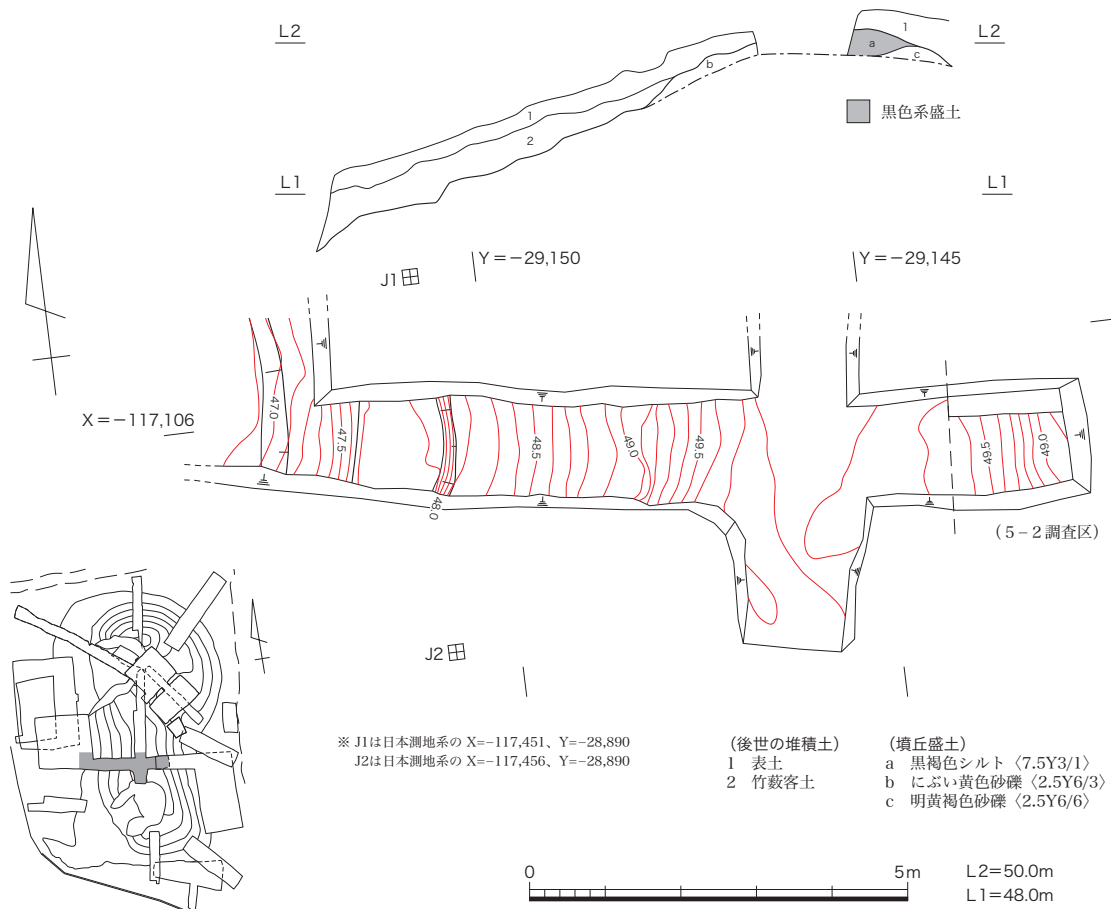 L2
1
a
c
L2
b
黒色系盛土
1
2
L1
L1
J1
Y＝−29,150
Y＝−29,145
X＝−117,106
47.0
47.5
48.0
48.5
49.0
49.5
49.5
49.0
（５−２調査区）
J2
※ J1は日本測地系の X=−117,451、Y=−28,890
J2は日本測地系の X=−117,456、Y=−28,890
（後世の堆積土）
1 表土
2 竹薮客土
（墳丘盛土）
a 黒褐色シルト〈7.5Y3/1〉
b にぶい黄色砂礫〈2.5Y6/3〉
c 明黄褐色砂礫〈2.5Y6/6〉
0
5m
L2=50.0m
L1=48.0m